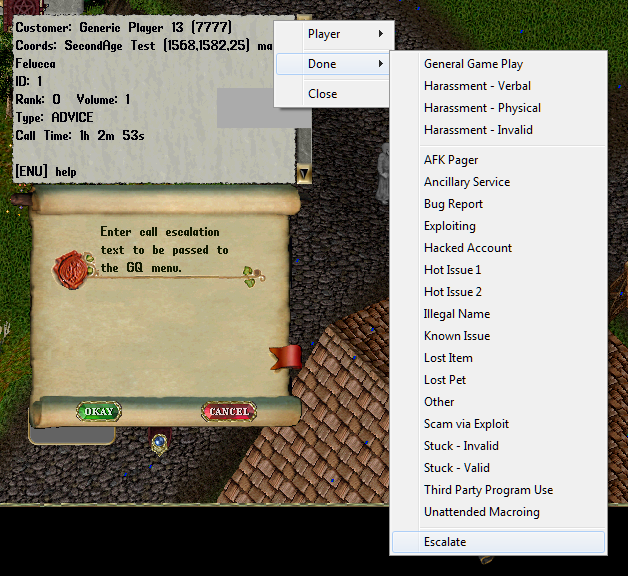 Customer: Generic Player 13 (7777)
Coords: SecondAge Test (1568,1582,25) ma
Felucca
ID: 1
Rank: 0 Volume: 1
Type: ADVICE
Call Time: 1h 2m 53s
[ENU] help
Enter call escalation
text to be passed to
the GQ menu.
OKAY
CANCEL
Player
Done
Close
General Game Play
Harassment - Verbal
Harassment - Physical
Harassment - Invalid
AFK Pager
Ancillary Service
Bug Report
Exploiting
Hacked Account
Hot Issue 1
Hot Issue 2
Illegal Name
Known Issue
Lost Item
Lost Pet
Other
Scam via Exploit
Stuck - Invalid
Stuck - Valid
Third Party Program Use
Unattended Macroing
Escalate